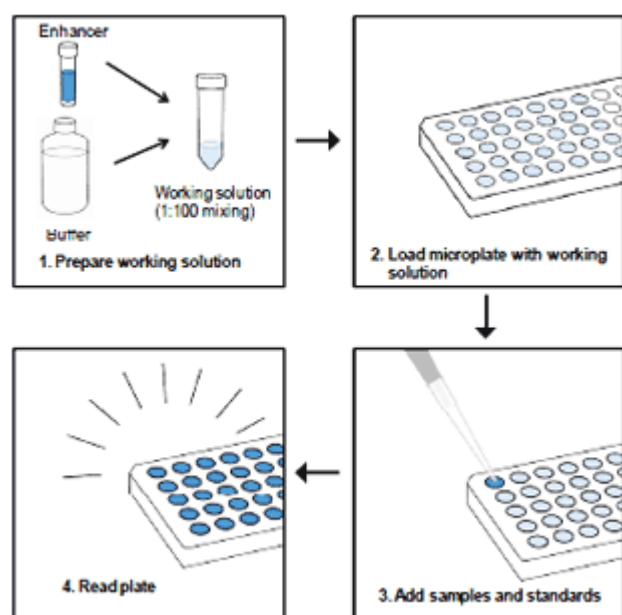 Enhancer
Working solution
(1:100 mixing)
Buffer
1. Prepare working solution
2. Load microplate with working
solution
3. Add samples and standards
4. Read plate